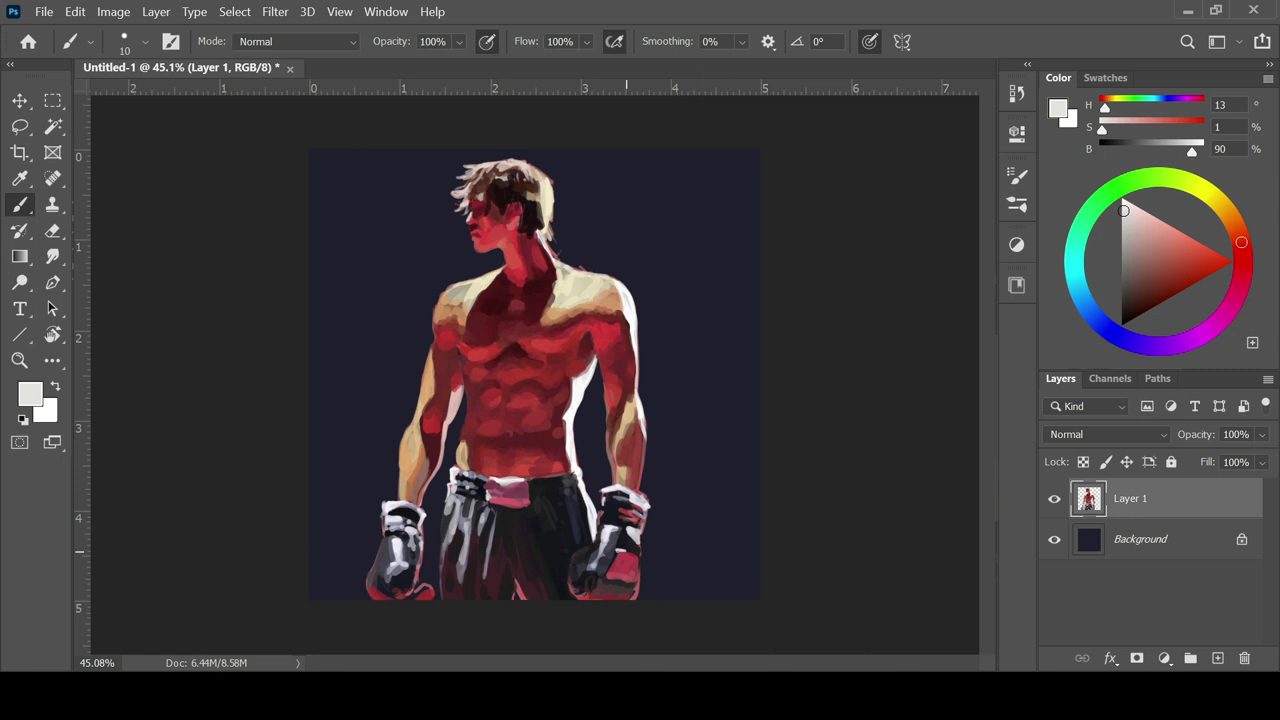 Ps File Edit Image Layer Type Select Filter 3D View Window Help
10 Mode: Normal Opacity: 100% Flow: 100% Smoothing: 0% 0°
Untitled-1 @ 45.1% (Layer 1, RGB/8) *
2 1 0 1 2 3 4 5 6 7
0
1
2
3
4
5
Color Swatches
H 13 °
S 1 %
B 90 %
Layers Channels Paths
Kind
Normal Opacity: 100%
Lock: Fill: 100%
Layer 1
Background
45.08% Doc: 6.44M/8.58M